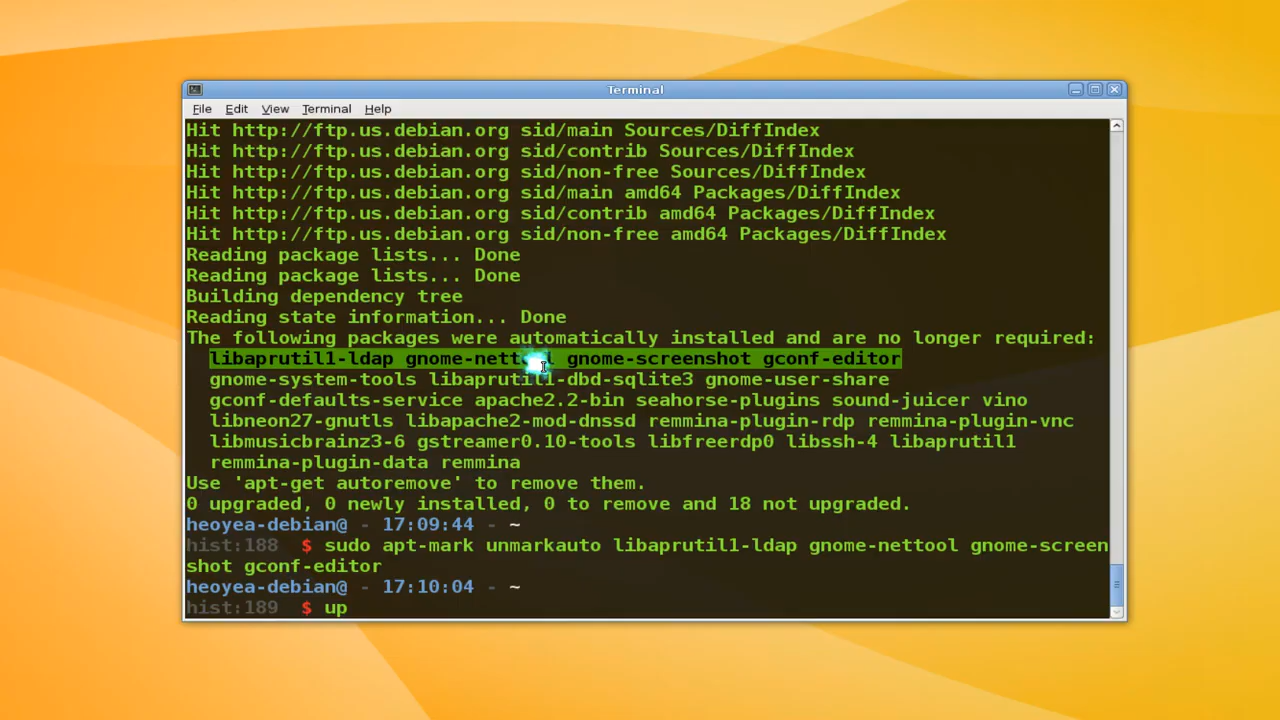 Terminal
File Edit View Terminal Help
Hit http://ftp.us.debian.org sid/main Sources/DiffIndex
Hit http://ftp.us.debian.org sid/contrib Sources/DiffIndex
Hit http://ftp.us.debian.org sid/non-free Sources/DiffIndex
Hit http://ftp.us.debian.org sid/main amd64 Packages/DiffIndex
Hit http://ftp.us.debian.org sid/contrib amd64 Packages/DiffIndex
Hit http://ftp.us.debian.org sid/non-free amd64 Packages/DiffIndex
Reading package lists... Done
Reading package lists... Done
Building dependency tree
Reading state information... Done
The following packages were automatically installed and are no longer required:
libaprutil1-ldap gnome-nettool gnome-screenshot gconf-editor
gnome-system-tools libaprutil1-dbd-sqlite3 gnome-user-share
gconf-defaults-service apache2.2-bin seahorse-plugins sound-juicer vino
libneon27-gnutls libapache2-mod-dnssd remmina-plugin-rdp remmina-plugin-vnc
libmusicbrainz3-6 gstreamer0.10-tools libfreerdp0 libssh-4 libaprutil1
remmina-plugin-data remmina
Use 'apt-get autoremove' to remove them.
0 upgraded, 0 newly installed, 0 to remove and 18 not upgraded.
heoyea-debian@ - 17:09:44 - ~
hist:188 $ sudo apt-mark unmarkauto libaprutil1-ldap gnome-nettool gnome-screen
shot gconf-editor
heoyea-debian@ - 17:10:04 - ~
hist:189 $ up